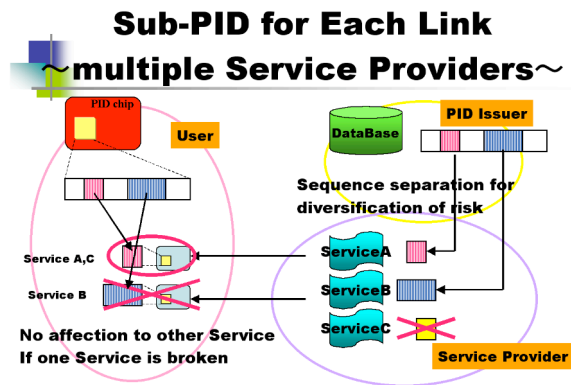 Sub-PID for Each Link
~multiple Service Providers~
PID chip
User
DataBase
PID Issuer
Sequence separation for
diversification of risk
Service A,C
Service B
ServiceA
ServiceB
ServiceC
No affection to other Service
If one Service is broken
Service Provider